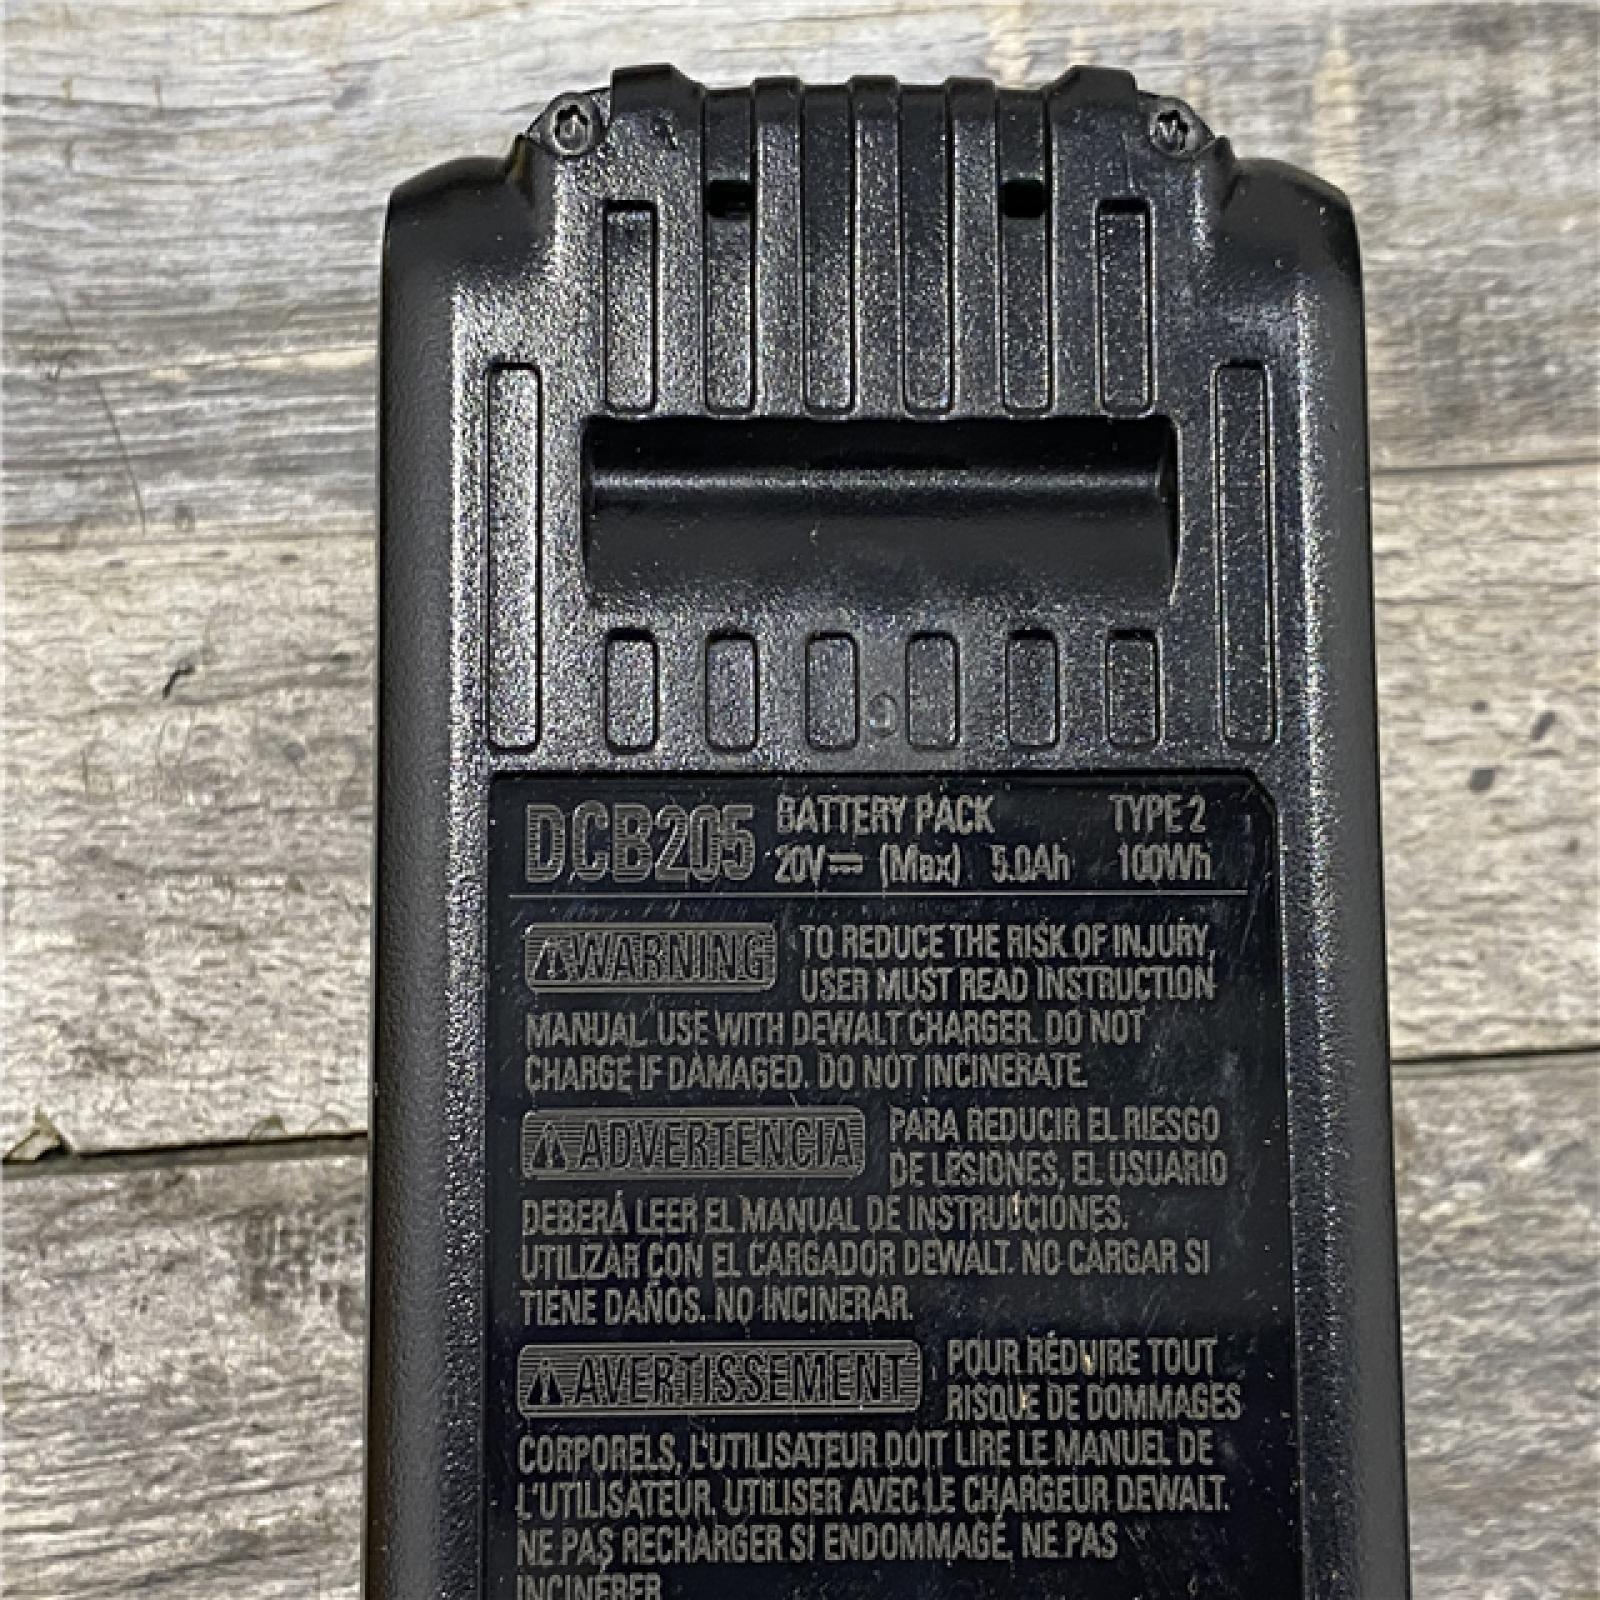 DCB205 BATTERY PACK TYPE 2
20V⎓ (Max) 5.0Ah 100Wh
⚠WARNING TO REDUCE THE RISK OF INJURY,
USER MUST READ INSTRUCTION
MANUAL. USE WITH DEWALT CHARGER. DO NOT
CHARGE IF DAMAGED. DO NOT INCINERATE.
⚠ADVERTENCIA PARA REDUCIR EL RIESGO
DE LESIONES, EL USUARIO
DEBERÁ LEER EL MANUAL DE INSTRUCCIONES.
UTILIZAR CON EL CARGADOR DEWALT. NO CARGAR SI
TIENE DAÑOS. NO INCINERAR.
⚠AVERTISSEMENT POUR RÉDUIRE TOUT
RISQUE DE DOMMAGES
CORPORELS, L'UTILISATEUR DOIT LIRE LE MANUEL DE
L'UTILISATEUR. UTILISER AVEC LE CHARGEUR DEWALT.
NE PAS RECHARGER SI ENDOMMAGÉ, NE PAS
INCINÉRER